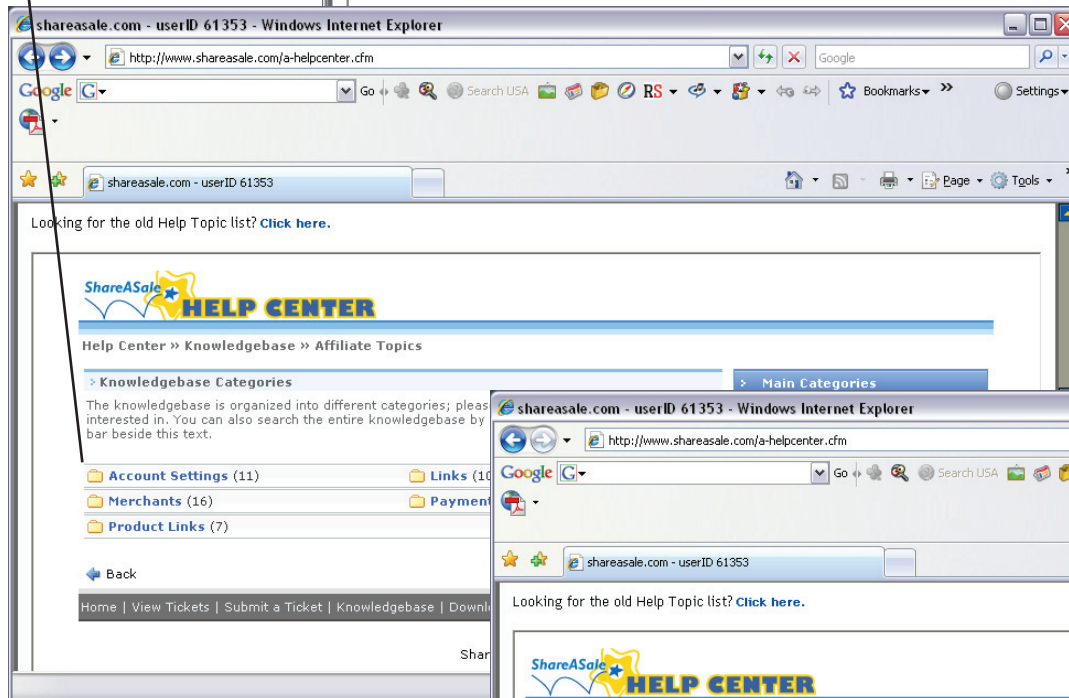 shareasale.com - userID 61353 - Windows Internet Explorer
http://www.shareasale.com/a-helpcenter.cfm
Google
Google G Go Search USA RS Bookmarks Settings
shareasale.com - userID 61353
Page Tools
Looking for the old Help Topic list? Click here.
ShareASale
HELP CENTER
Help Center » Knowledgebase » Affiliate Topics
> Knowledgebase Categories
> Main Categories
The knowledgebase is organized into different categories;
interested in. You can also search the entire knowledgebase by
bar beside this text.
Account Settings (11)
Links
Merchants (16)
Product Links (7)
Back
Home | View Tickets | Submit a Ticket | Knowledgebase |
shareasale.com - userID 61353 - Windows Internet Explorer
http://www.shareasale.com/a-helpcenter.cfm
Google G Go Search USA
shareasale.com - userID 61353
Looking for the old Help Topic list? Click here.
ShareASale
HELP CENTER